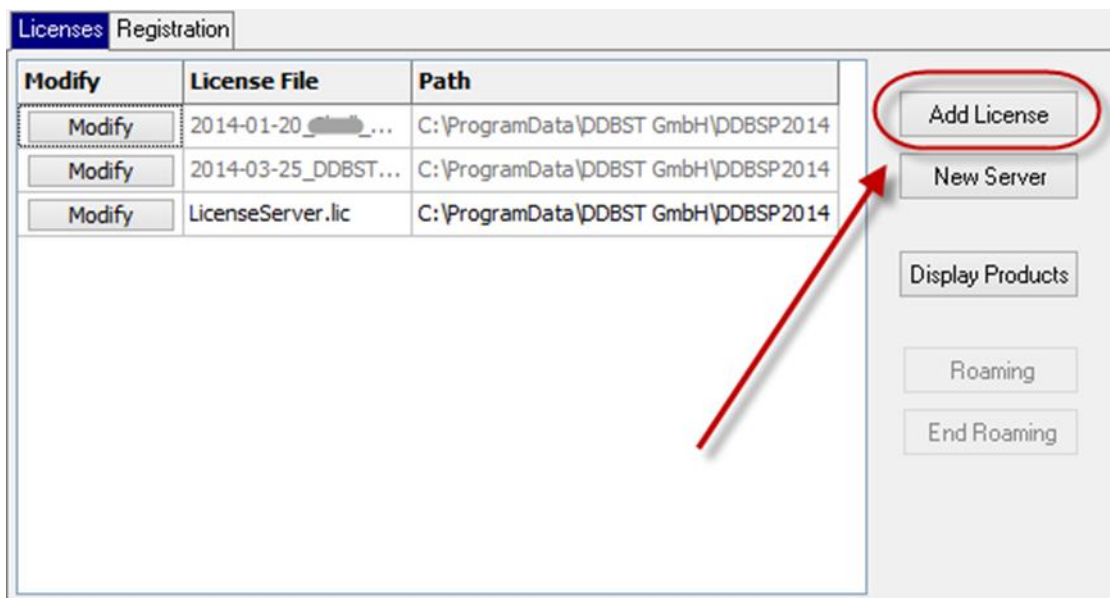 Licenses Registration
Modify License File Path
Modify 2014-01-20_ _... C:\ProgramData\DDBST GmbH\DDBSP2014
Modify 2014-03-25_DDBST... C:\ProgramData\DDBST GmbH\DDBSP2014
Modify LicenseServer.lic C:\ProgramData\DDBST GmbH\DDBSP2014
Add License
New Server
Display Products
Roaming
End Roaming